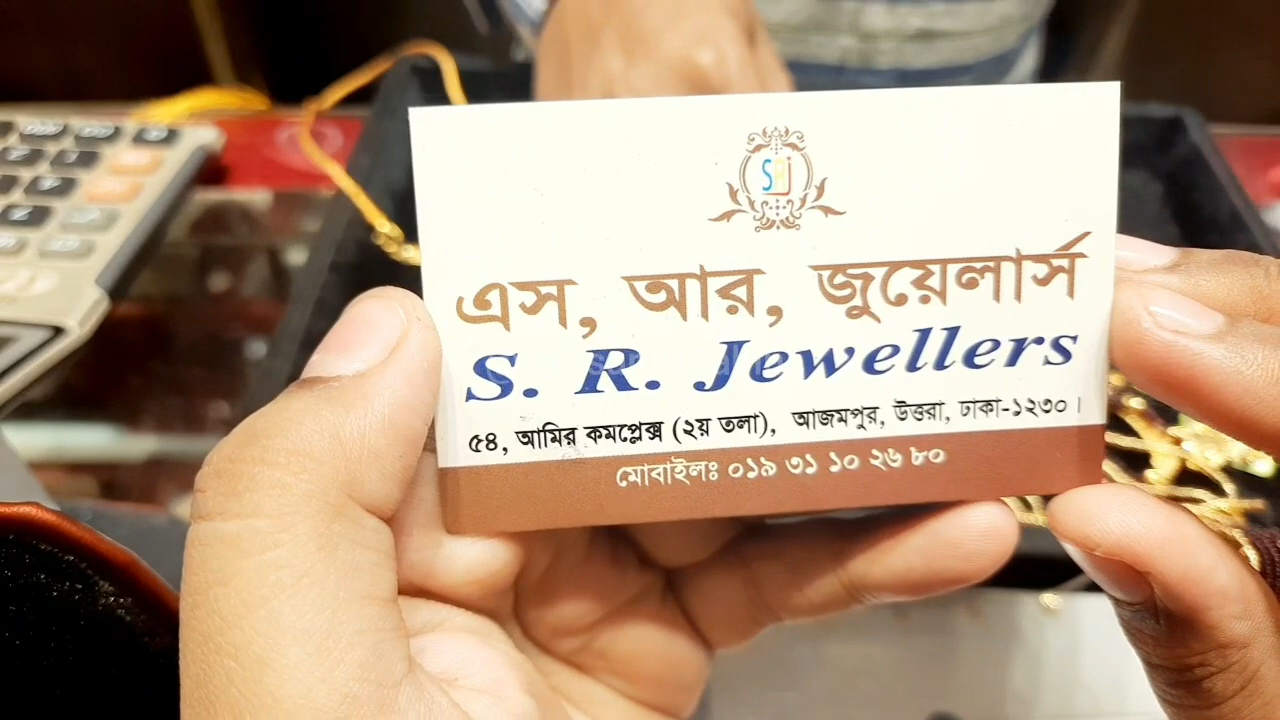 SRj
এস, আর, জুয়েলার্স
S. R. Jewellers
৫৪, আমির কমপ্লেক্স (২য় তলা), আজমপুর, উত্তরা, ঢাকা-১২৩০।
মোবাইলঃ ০১৯ ৩১ ১০ ২৬ ৮০